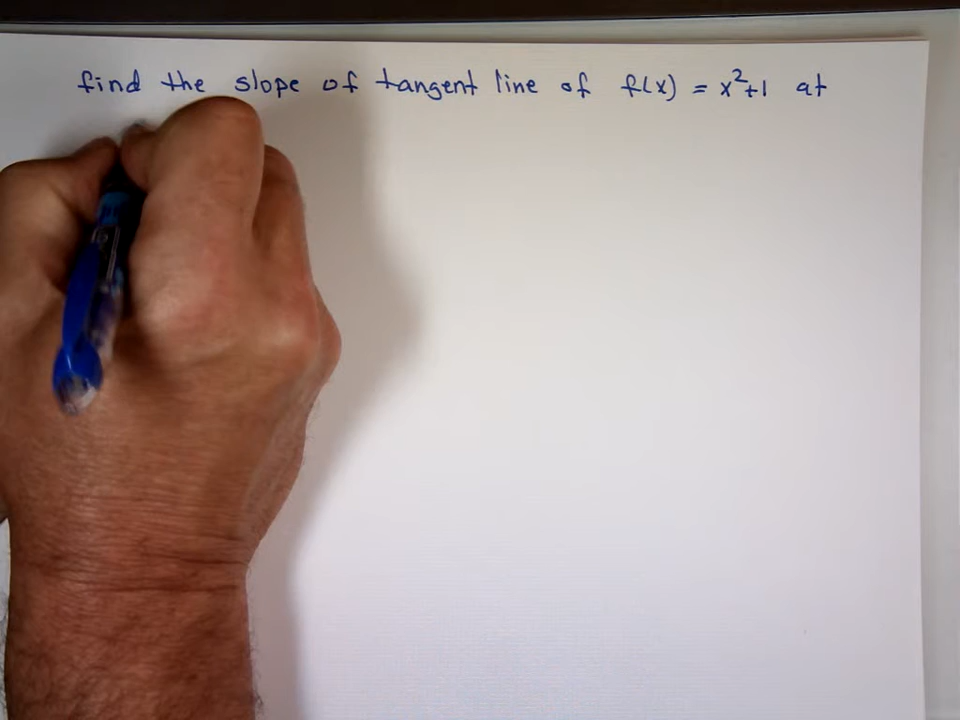 find the slope of tangent line of f(x) = x²+1 at